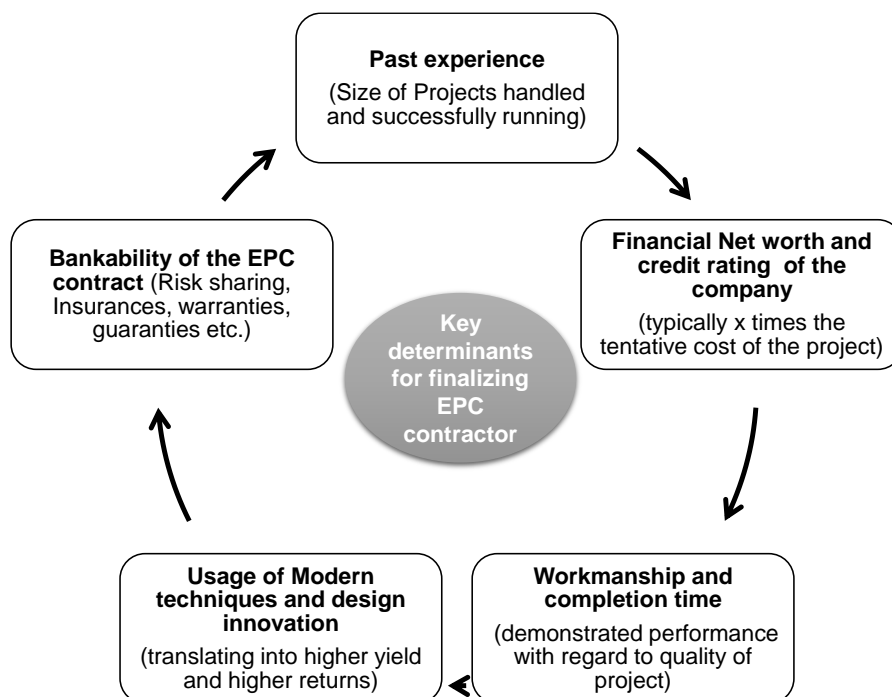 Past experience
(Size of Projects handled
and successfully running)
Financial Net worth and
credit rating of the
company
(typically x times the
tentative cost of the project)
Workmanship and
completion time
(demonstrated performance
with regard to quality of
project)
Usage of Modern
techniques and design
innovation
(translating into higher yield
and higher returns)
Bankability of the EPC
contract (Risk sharing,
Insurances, warranties,
guaranties etc.)
Key
determinants
for finalizing
EPC
contractor